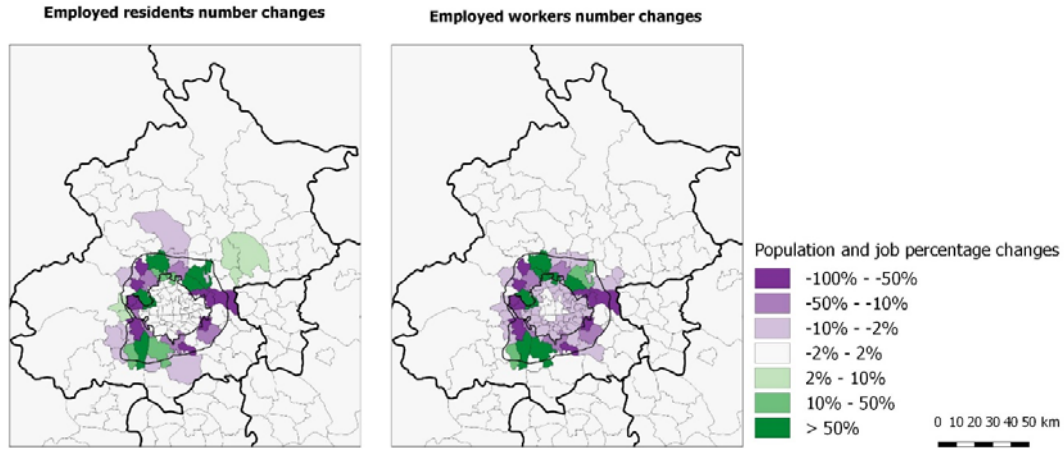 Employed residents number changes
Employed workers number changes
Population and job percentage changes
-100% - -50%
-50% - -10%
-10% - -2%
-2% - 2%
2% - 10%
10% - 50%
> 50%
0 10 20 30 40 50 km